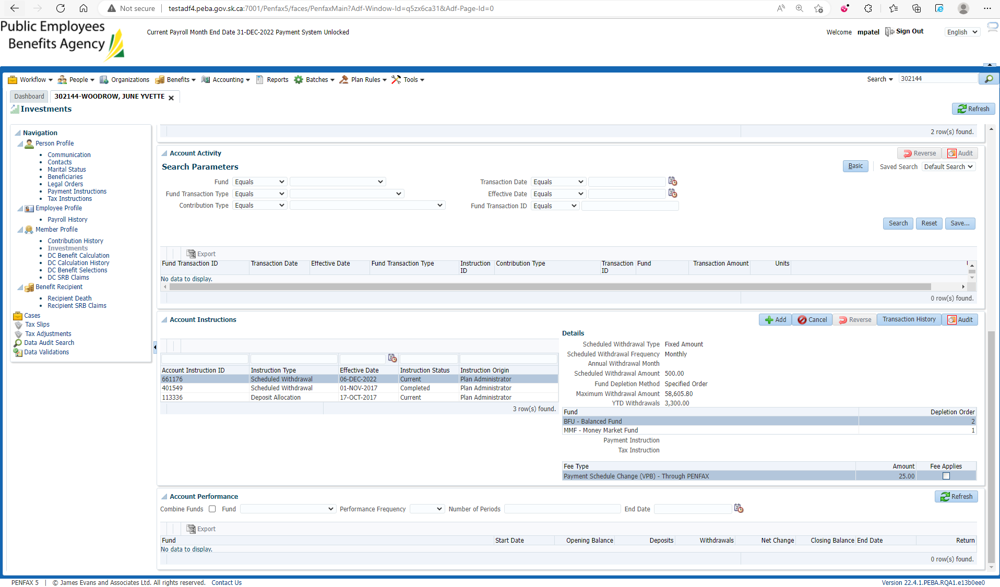 Not secure | testadf4.peba.gov.sk.ca:7001/Penfax5/faces/PenfaxMain?Adf-Window-Id=q5zx6ca31&Adf-Page-Id=0
Public Employees
Benefits Agency
Current Payroll Month End Date 31-DEC-2022 Payment System Unlocked
Welcome mpatel Sign Out English
Workflow People Organizations Benefits Accounting Reports Batches Plan Rules Tools Search 302144
Dashboard 302144-WOODROW, JUNE YVETTE
Investments Refresh
Navigation
Person Profile
Communication
Contacts
Marital Status
Beneficiaries
Legal Orders
Payment Instructions
Tax Instructions
Employee Profile
Payroll History
Member Profile
Contribution History
Investments
DC Benefit Calculation
DC Calculation History
DC Benefit Selections
DC SRB Claims
Benefit Recipient
Recipient Death
Recipient SRB Claims
Cases
Tax Slips
Tax Adjustments
Data Audit Search
Data Validations
2 row(s) found.
Account Activity Reverse Audit
Search Parameters Basic Saved Search Default Search
Fund Equals Transaction Date Equals
Fund Transaction Type Equals Effective Date Equals
Contribution Type Equals Fund Transaction ID Equals
Search Reset Save...
Export
Fund Transaction ID Transaction Date Effective Date Fund Transaction Type Instruction ID Contribution Type Transaction ID Fund Transaction Amount Units
No data to display.
0 row(s) found.
Account Instructions Add Cancel Reverse Transaction History Audit
Account Instruction ID Instruction Type Effective Date Instruction Status Instruction Origin
661176 Scheduled Withdrawal 06-DEC-2022 Current Plan Administrator
401549 Scheduled Withdrawal 01-NOV-2017 Completed Plan Administrator
113336 Deposit Allocation 17-OCT-2017 Current Plan Administrator
3 row(s) found.
Details
Scheduled Withdrawal Type Fixed Amount
Scheduled Withdrawal Frequency Monthly
Annual Withdrawal Month
Scheduled Withdrawal Amount 500.00
Fund Depletion Method Specified Order
Maximum Withdrawal Amount 58,605.80
YTD Withdrawals 3,300.00
Fund Depletion Order
BFU - Balanced Fund 2
MMF - Money Market Fund 1
Payment Instruction
Tax Instruction
Fee Type Amount Fee Applies
Payment Schedule Change (VPB) - Through PENFAX 25.00
Account Performance Refresh
Combine Funds Fund Performance Frequency Number of Periods End Date
Export
Fund Start Date Opening Balance Deposits Withdrawals Net Change Closing Balance End Date Return
No data to display.
0 row(s) found.
PENFAX 5 | © James Evans and Associates Ltd. All rights reserved. Contact Us Version 22.4.1.PEBA.RQA1.e13b0ee0